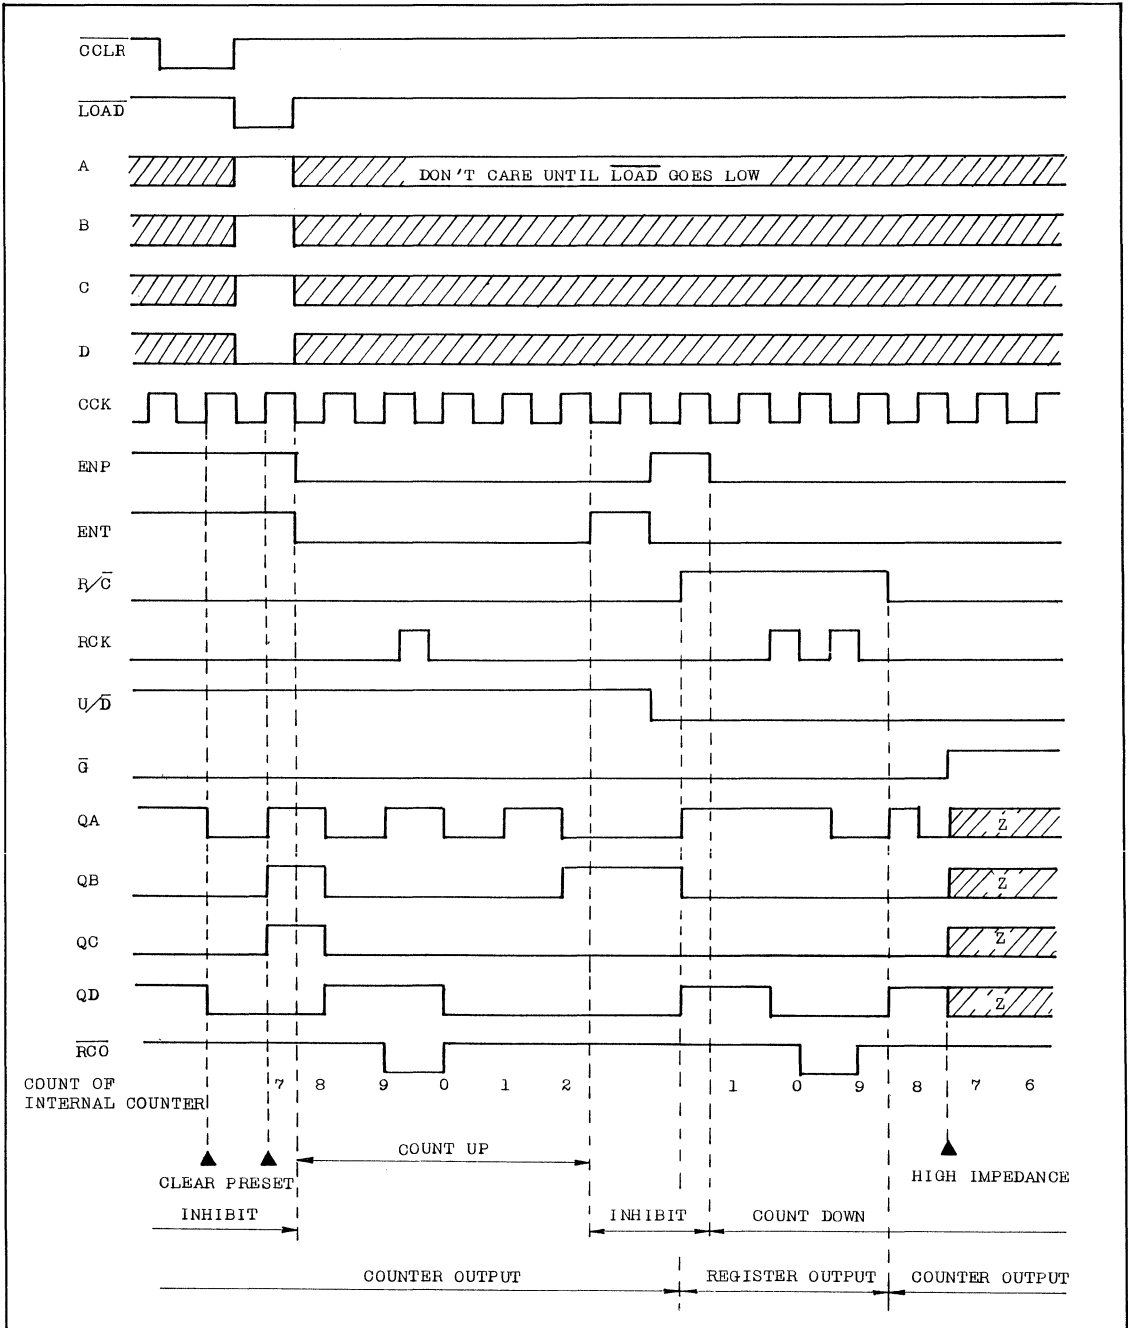 CCLR
LOAD
A
DON'T CARE UNTIL LOAD GOES LOW
B
C
D
CCK
ENP
ENT
R/C̅
RCK
U/D̅
G̅
QA
Z
QB
Z
QC
Z
QD
Z
RCO
COUNT OF
INTERNAL COUNTER
7 8 9 0 1 2 1 0 9 8 7 6
COUNT UP
CLEAR PRESET
HIGH IMPEDANCE
INHIBIT
INHIBIT
COUNT DOWN
COUNTER OUTPUT
REGISTER OUTPUT
COUNTER OUTPUT